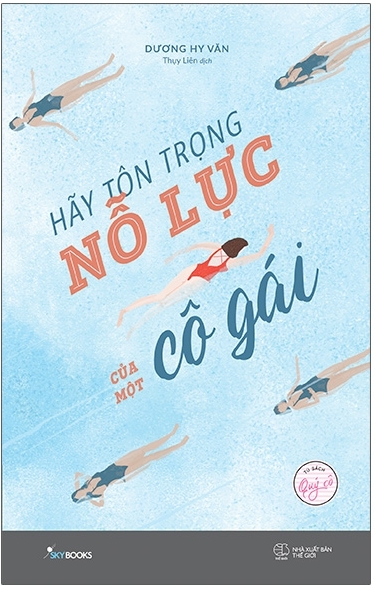 DƯƠNG HY VÂN
Thụy Liên dịch
HÃY TÔN TRỌNG
NỖ LỰC
CỦA
MỘT
cô gái
TỦ SÁCH
Quý cô
SKYBOOKS
NHÀ XUẤT BẢN
THẾ GIỚI